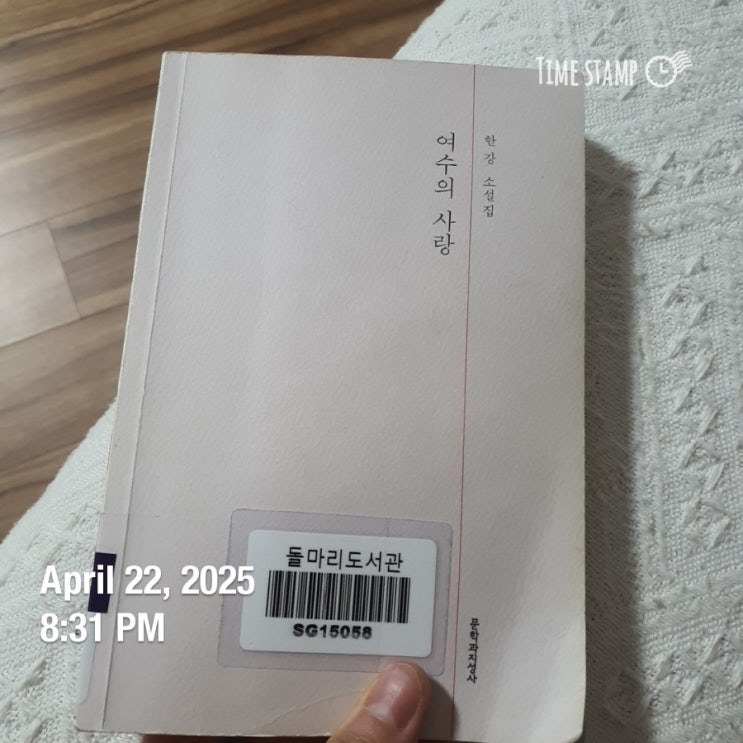 TIME STAMP
한강 소설집
여수의 사랑
돌마리도서관
SG15058
April 22, 2025
8:31 PM
문학과지성사